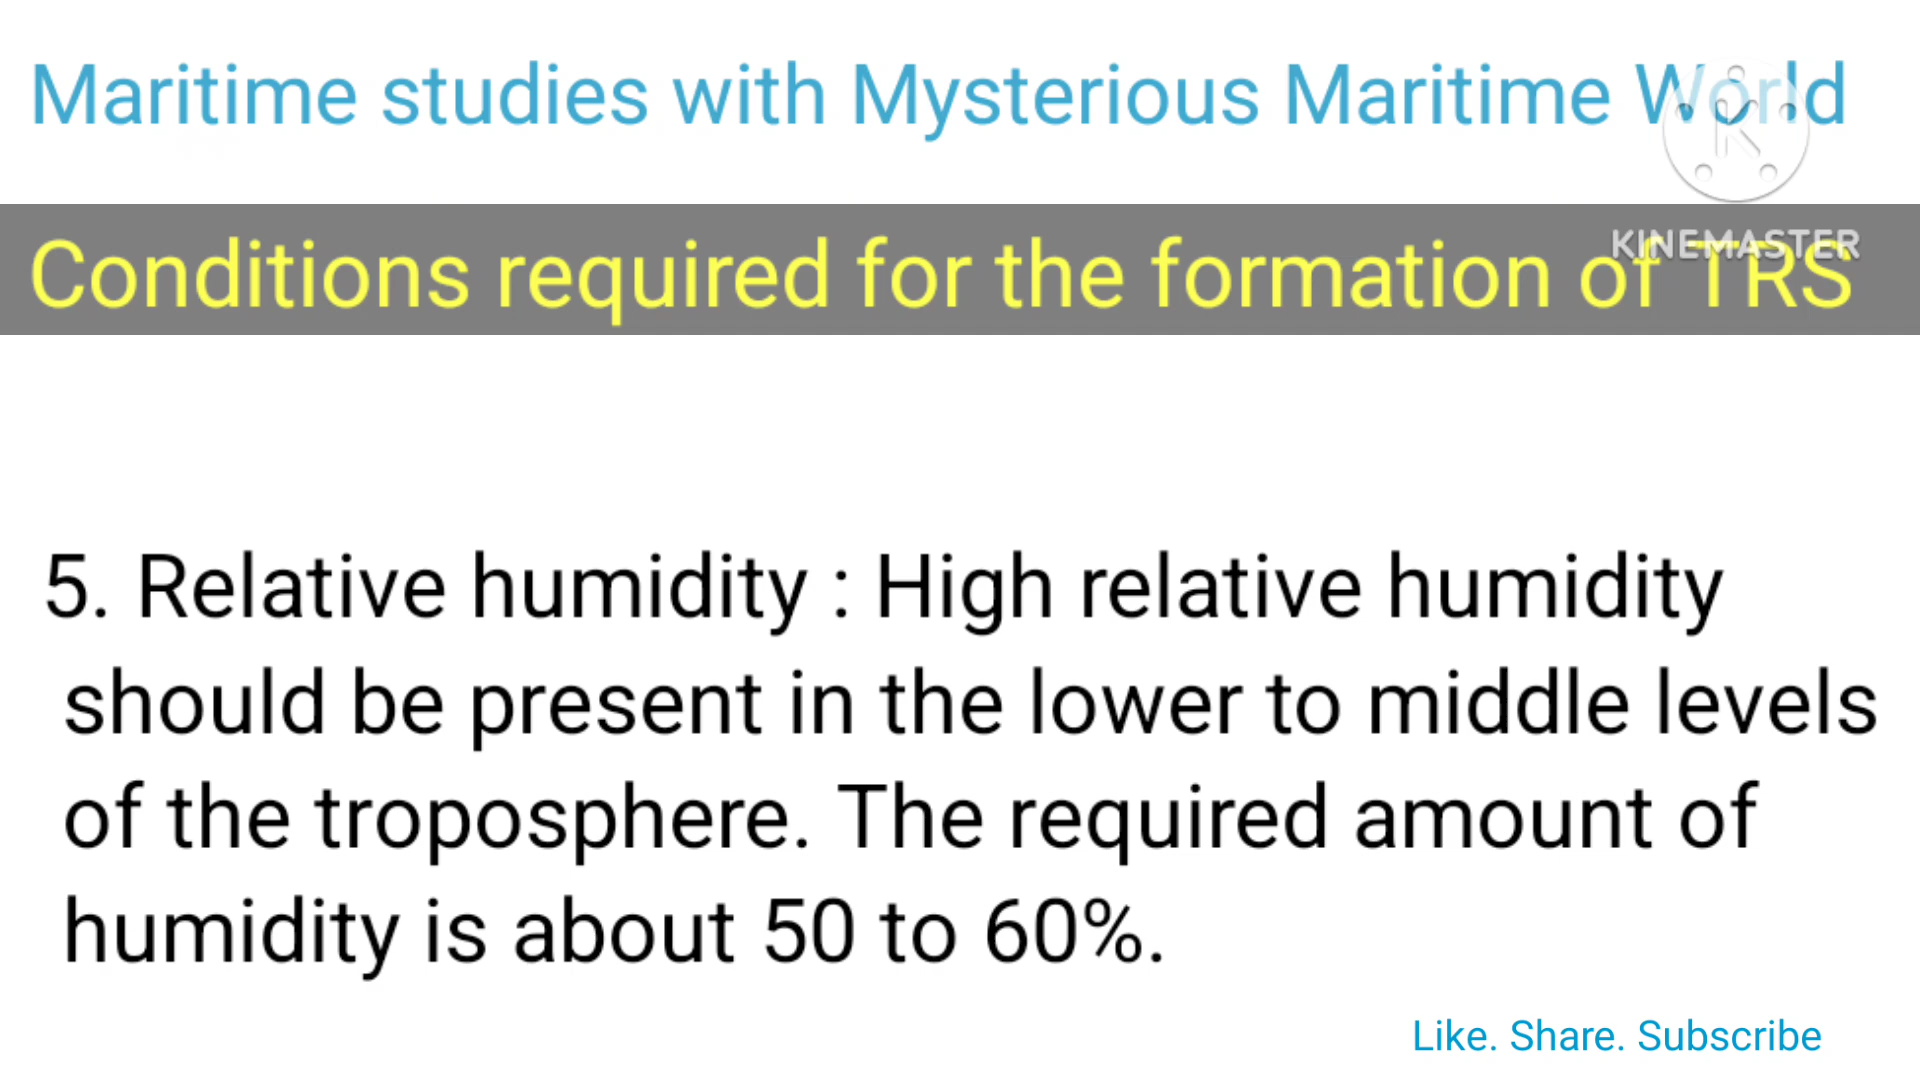 Maritime studies with Mysterious Maritime World
KINEMASTER
Conditions required for the formation of TRS
5. Relative humidity : High relative humidity
should be present in the lower to middle levels
of the troposphere. The required amount of
humidity is about 50 to 60%.
Like. Share. Subscribe